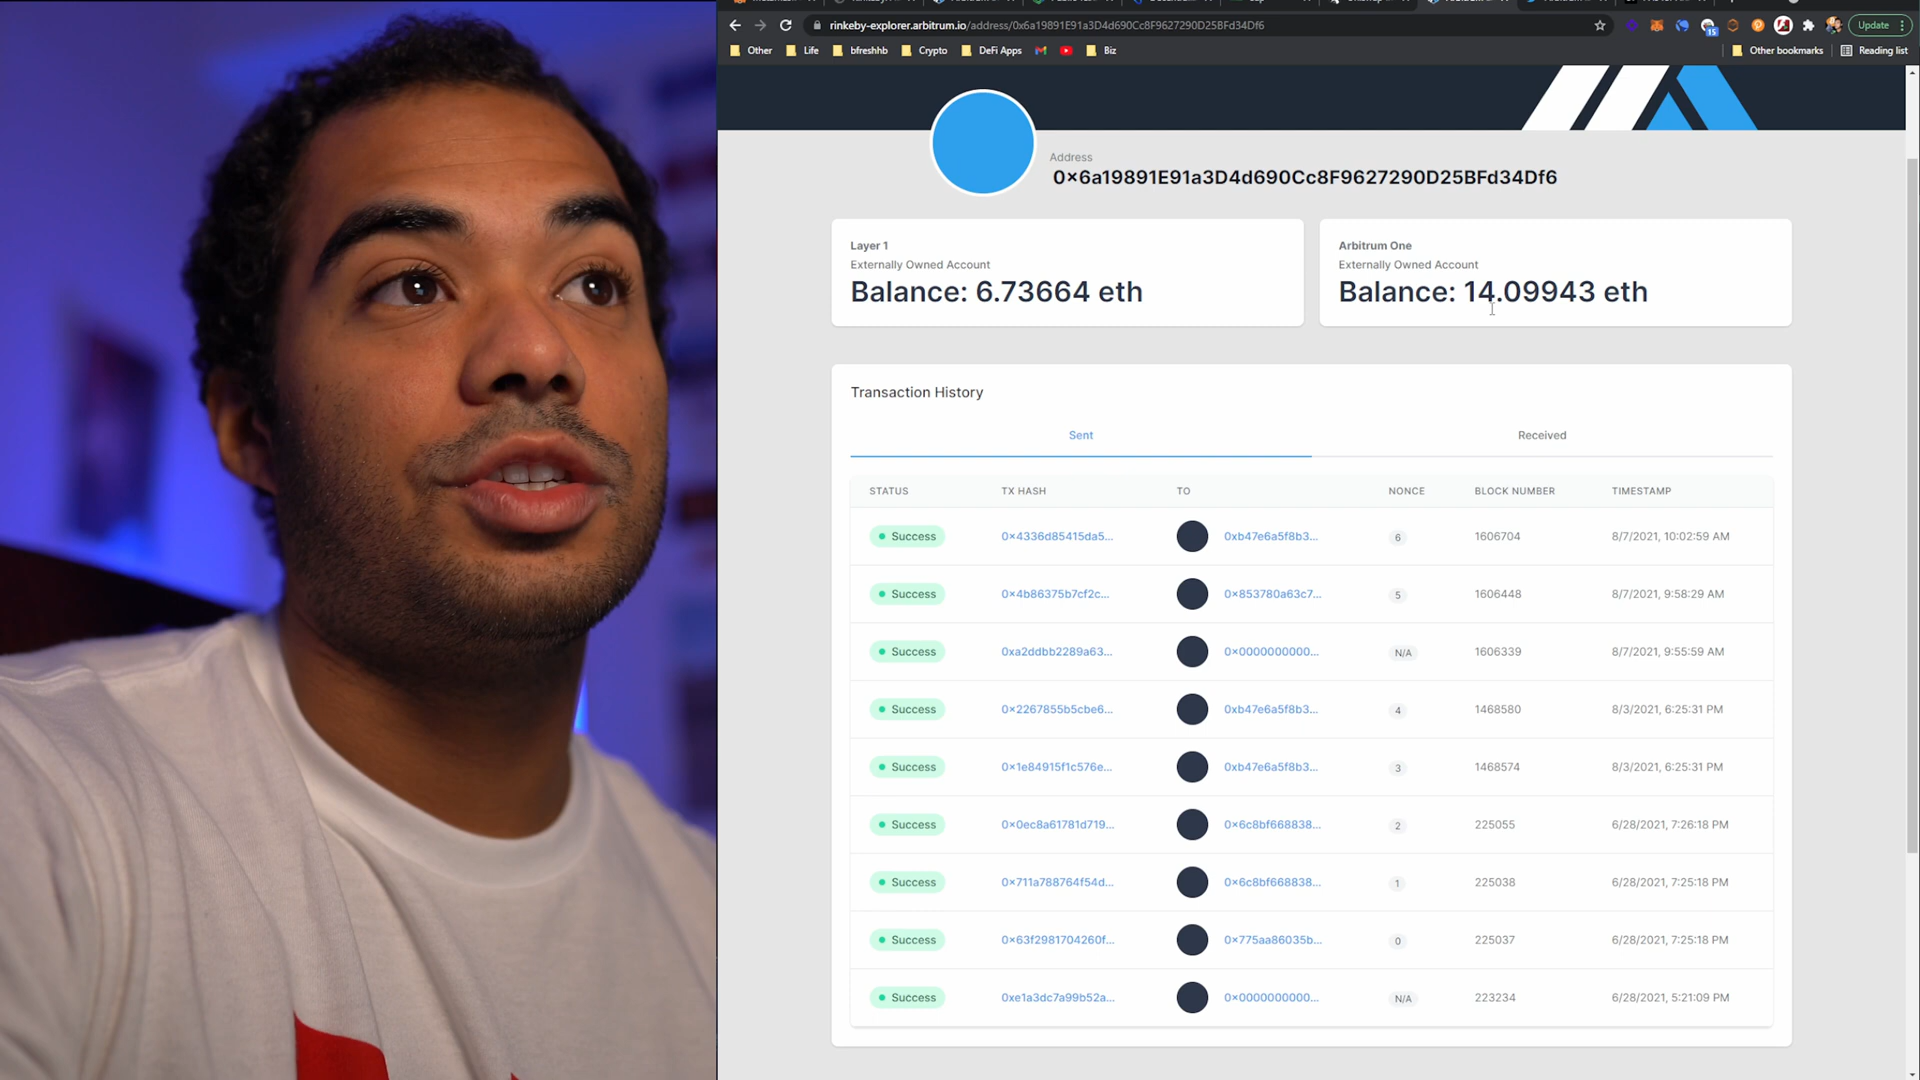 rinkeby-explorer.arbitrum.io/address/0x6a19891E91a3D4d690Cc8F9627290D25BFd34Df6
15
Update
Other Life bfreshhb Crypto DeFi Apps Biz Other bookmarks Reading list
Address
0x6a19891E91a3D4d690Cc8F9627290D25BFd34Df6
Layer 1
Externally Owned Account
Balance: 6.73664 eth
Arbitrum One
Externally Owned Account
Balance: 14.09943 eth
Transaction History
Sent Received
STATUS TX HASH TO NONCE BLOCK NUMBER TIMESTAMP
Success 0x4336d85415da5... 0xb47e6a5f8b3... 6 1606704 8/7/2021, 10:02:59 AM
Success 0x4b86375b7cf2c... 0x853780a63c7... 5 1606448 8/7/2021, 9:58:29 AM
Success 0xa2ddbb2289a63... 0x0000000000... N/A 1606339 8/7/2021, 9:55:59 AM
Success 0x2267855b5cbe6... 0xb47e6a5f8b3... 4 1468580 8/3/2021, 6:25:31 PM
Success 0x1e84915f1c576e... 0xb47e6a5f8b3... 3 1468574 8/3/2021, 6:25:31 PM
Success 0x0ec8a61781d719... 0x6c8bf668838... 2 225055 6/28/2021, 7:26:18 PM
Success 0x711a788764f54d... 0x6c8bf668838... 1 225038 6/28/2021, 7:25:18 PM
Success 0x63f2981704260f... 0x775aa86035b... 0 225037 6/28/2021, 7:25:18 PM
Success 0xe1a3dc7a99b52a... 0x0000000000... N/A 223234 6/28/2021, 5:21:09 PM